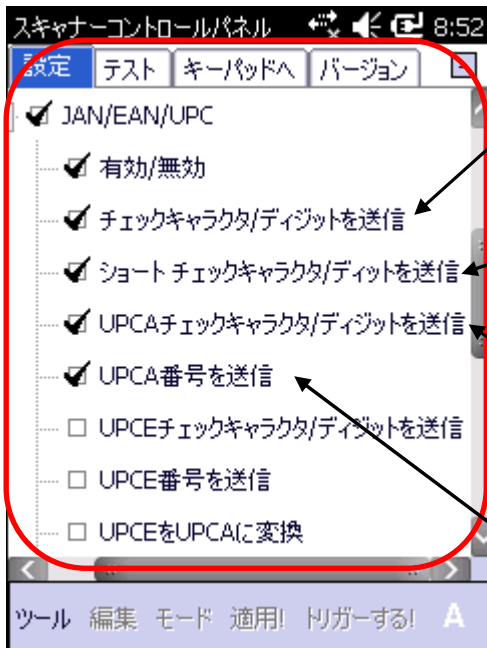 スキャナーコントロールパネル 8:52
設定 テスト キーパッドへ バージョン
JAN/EAN/UPC
有効/無効
チェックキャラクタ/ディジットを送信
ショート チェックキャラクタ/ディットを送信
UPCAチェックキャラクタ/ディジットを送信
UPCA番号を送信
UPCEチェックキャラクタ/ディジットを送信
UPCE番号を送信
UPCEをUPCAに変換
ツール 編集 モード 適用! トリガーする! A